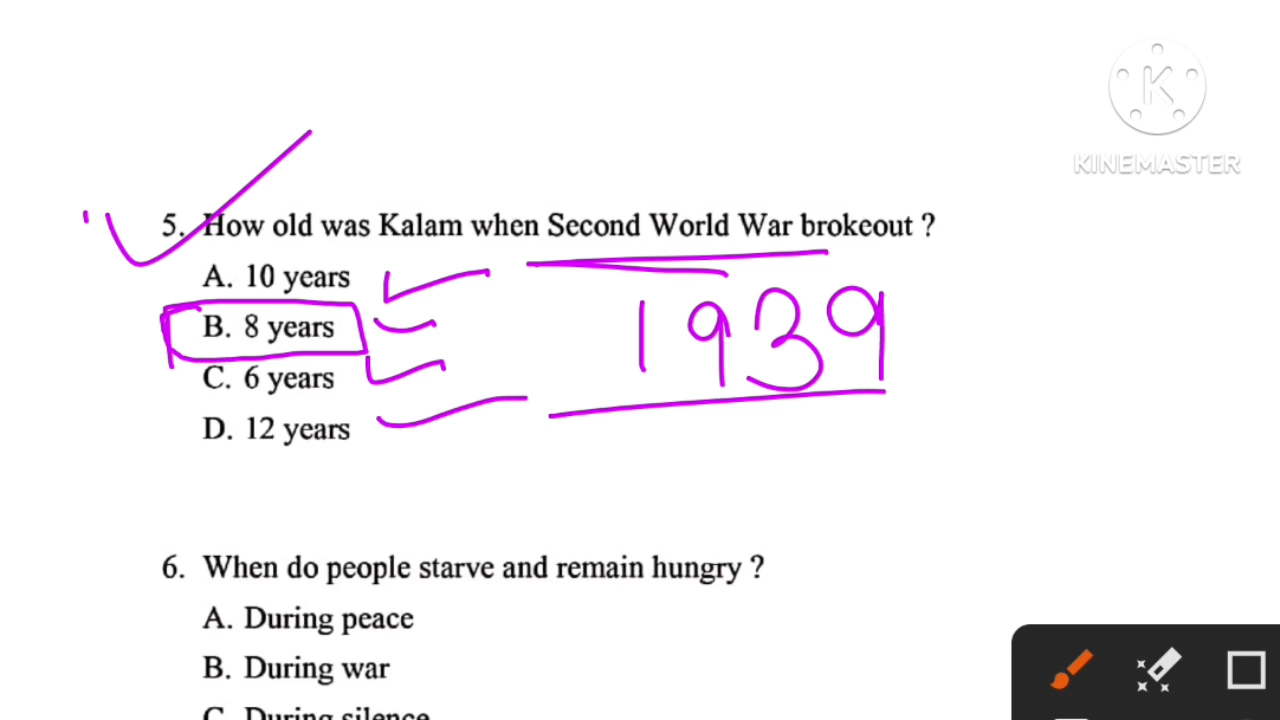 KINEMASTER
5. How old was Kalam when Second World War brokeout ?
A. 10 years
B. 8 years
1939
C. 6 years
D. 12 years
6. When do people starve and remain hungry ?
A. During peace
B. During war
C. During silence